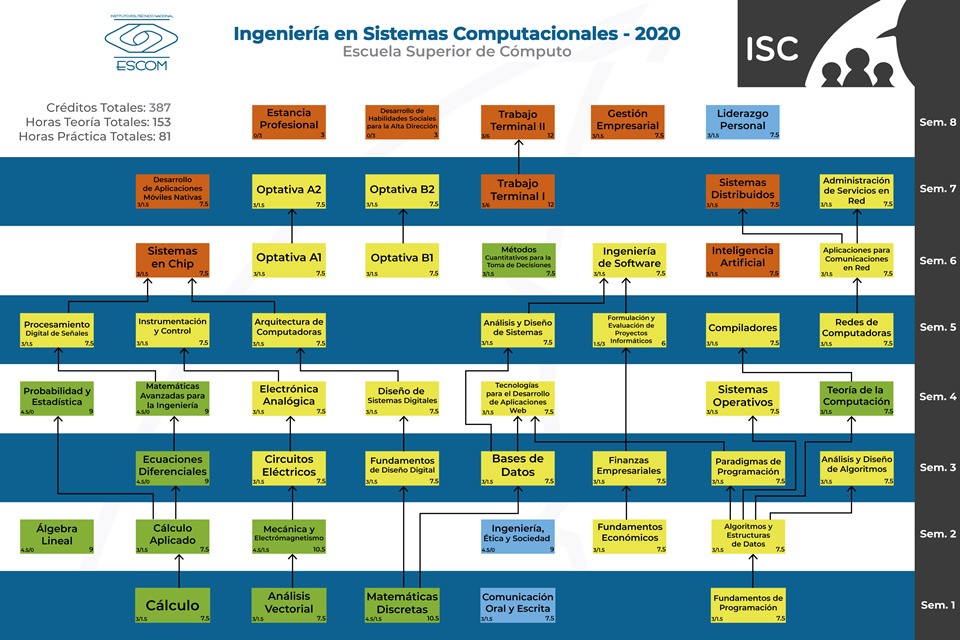 INSTITUTO POLITÉCNICO NACIONAL
ESCOM
Ingeniería en Sistemas Computacionales - 2020
Escuela Superior de Cómputo
ISC
Créditos Totales: 387
Horas Teoría Totales: 153
Horas Práctica Totales: 81
Estancia
Profesional
0/3 3
Desarrollo de
Habilidades Sociales
para la Alta Dirección
0/3 3
Trabajo
Terminal II
3/6 12
Gestión
Empresarial
3/1.5 7.5
Liderazgo
Personal
3/1.5 7.5
Sem. 8
Desarrollo
de Aplicaciones
Móviles Nativas
3/1.5 7.5
Optativa A2
3/1.5 7.5
Optativa B2
3/1.5 7.5
Trabajo
Terminal I
3/6 12
Sistemas
Distribuidos
3/1.5 7.5
Administración
de Servicios en
Red
3/1.5 7.5
Sem. 7
Sistemas
en Chip
3/1.5 7.5
Optativa A1
3/1.5 7.5
Optativa B1
3/1.5 7.5
Métodos
Cuantitativos para la
Toma de Decisiones
3/1.5 7.5
Ingeniería
de Software
3/1.5 7.5
Inteligencia
Artificial
3/1.5 7.5
Aplicaciones para
Comunicaciones
en Red
3/1.5 7.5
Sem. 6
Procesamiento
Digital de Señales
3/1.5 7.5
Instrumentación
y Control
3/1.5 7.5
Arquitectura de
Computadoras
3/1.5 7.5
Análisis y Diseño
de Sistemas
3/1.5 7.5
Formulación y
Evaluación de
Proyectos
Informáticos
1.5/3 6
Compiladores
3/1.5 7.5
Redes de
Computadoras
3/1.5 7.5
Sem. 5
Probabilidad y
Estadística
4.5/0 9
Matemáticas
Avanzadas para
la Ingeniería
4.5/0 9
Electrónica
Analógica
3/1.5 7.5
Diseño de
Sistemas Digitales
3/1.5 7.5
Tecnologías
para el Desarrollo
de Aplicaciones
Web
3/1.5 7.5
Sistemas
Operativos
3/1.5 7.5
Teoría de la
Computación
3/1.5 7.5
Sem. 4
Ecuaciones
Diferenciales
4.5/0 9
Circuitos
Eléctricos
3/1.5 7.5
Fundamentos
de Diseño Digital
3/1.5 7.5
Bases de
Datos
3/1.5 7.5
Finanzas
Empresariales
3/1.5 7.5
Paradigmas de
Programación
3/1.5 7.5
Análisis y Diseño
de Algoritmos
3/1.5 7.5
Sem. 3
Álgebra
Lineal
4.5/0 9
Cálculo
Aplicado
3/1.5 7.5
Mecánica y
Electrómagnetismo
4.5/1.5 10.5
Ingeniería,
Ética y Sociedad
4.5/0 9
Fundamentos
Económicos
3/1.5 7.5
Algoritmos y
Estructuras
de Datos
3/1.5 7.5
Sem. 2
Cálculo
3/1.5 7.5
Análisis
Vectorial
3/1.5 7.5
Matemáticas
Discretas
4.5/1.5 10.5
Comunicación
Oral y Escrita
3/1.5 7.5
Fundamentos de
Programación
3/1.5 7.5
Sem. 1